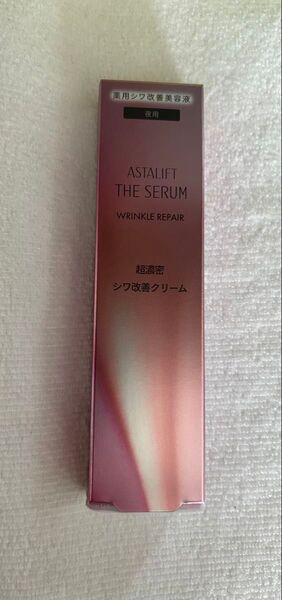 薬用シワ改善美容液
夜用
ASTALIFT
THE SERUM
WRINKLE REPAIR
超濃密
シワ改善クリーム